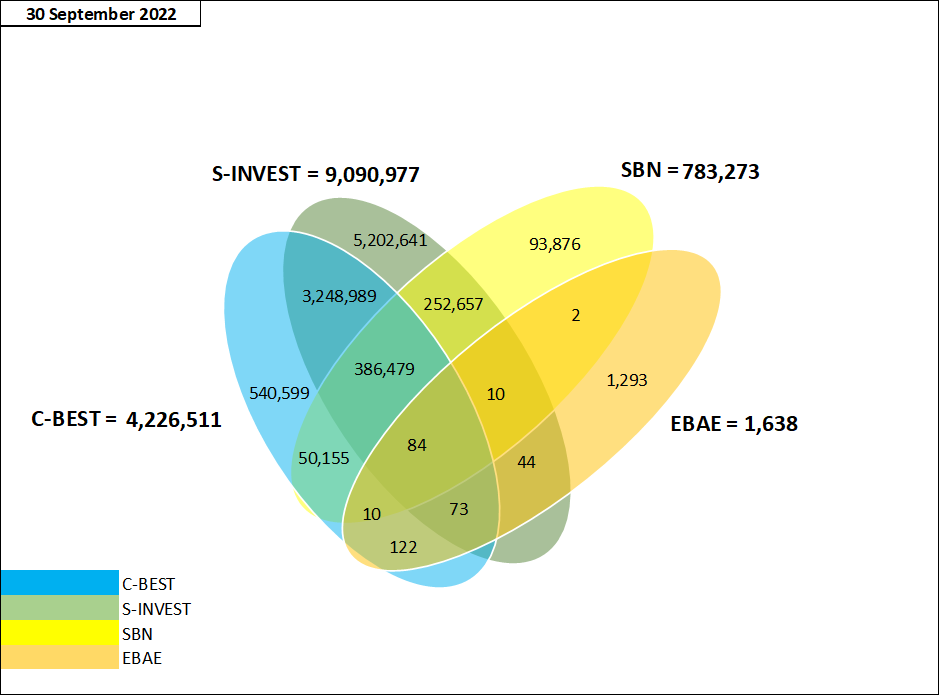 30 September 2022
S-INVEST = 9,090,977
SBN = 783,273
5,202,641
93,876
3,248,989
252,657
2
386,479
1,293
540,599
10
C-BEST = 4,226,511
EBAE = 1,638
84
50,155
44
10
73
122
C-BEST
S-INVEST
SBN
EBAE